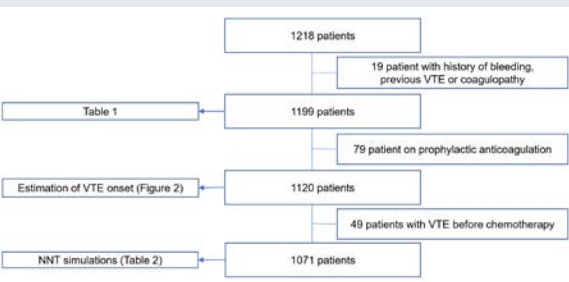 1218 patients
19 patient with history of bleeding,
previous VTE or coagulopathy
Table 1
1199 patients
79 patient on prophylactic anticoagulation
Estimation of VTE onset (Figure 2)
1120 patients
49 patients with VTE before chemotherapy
NNT simulations (Table 2)
1071 patients